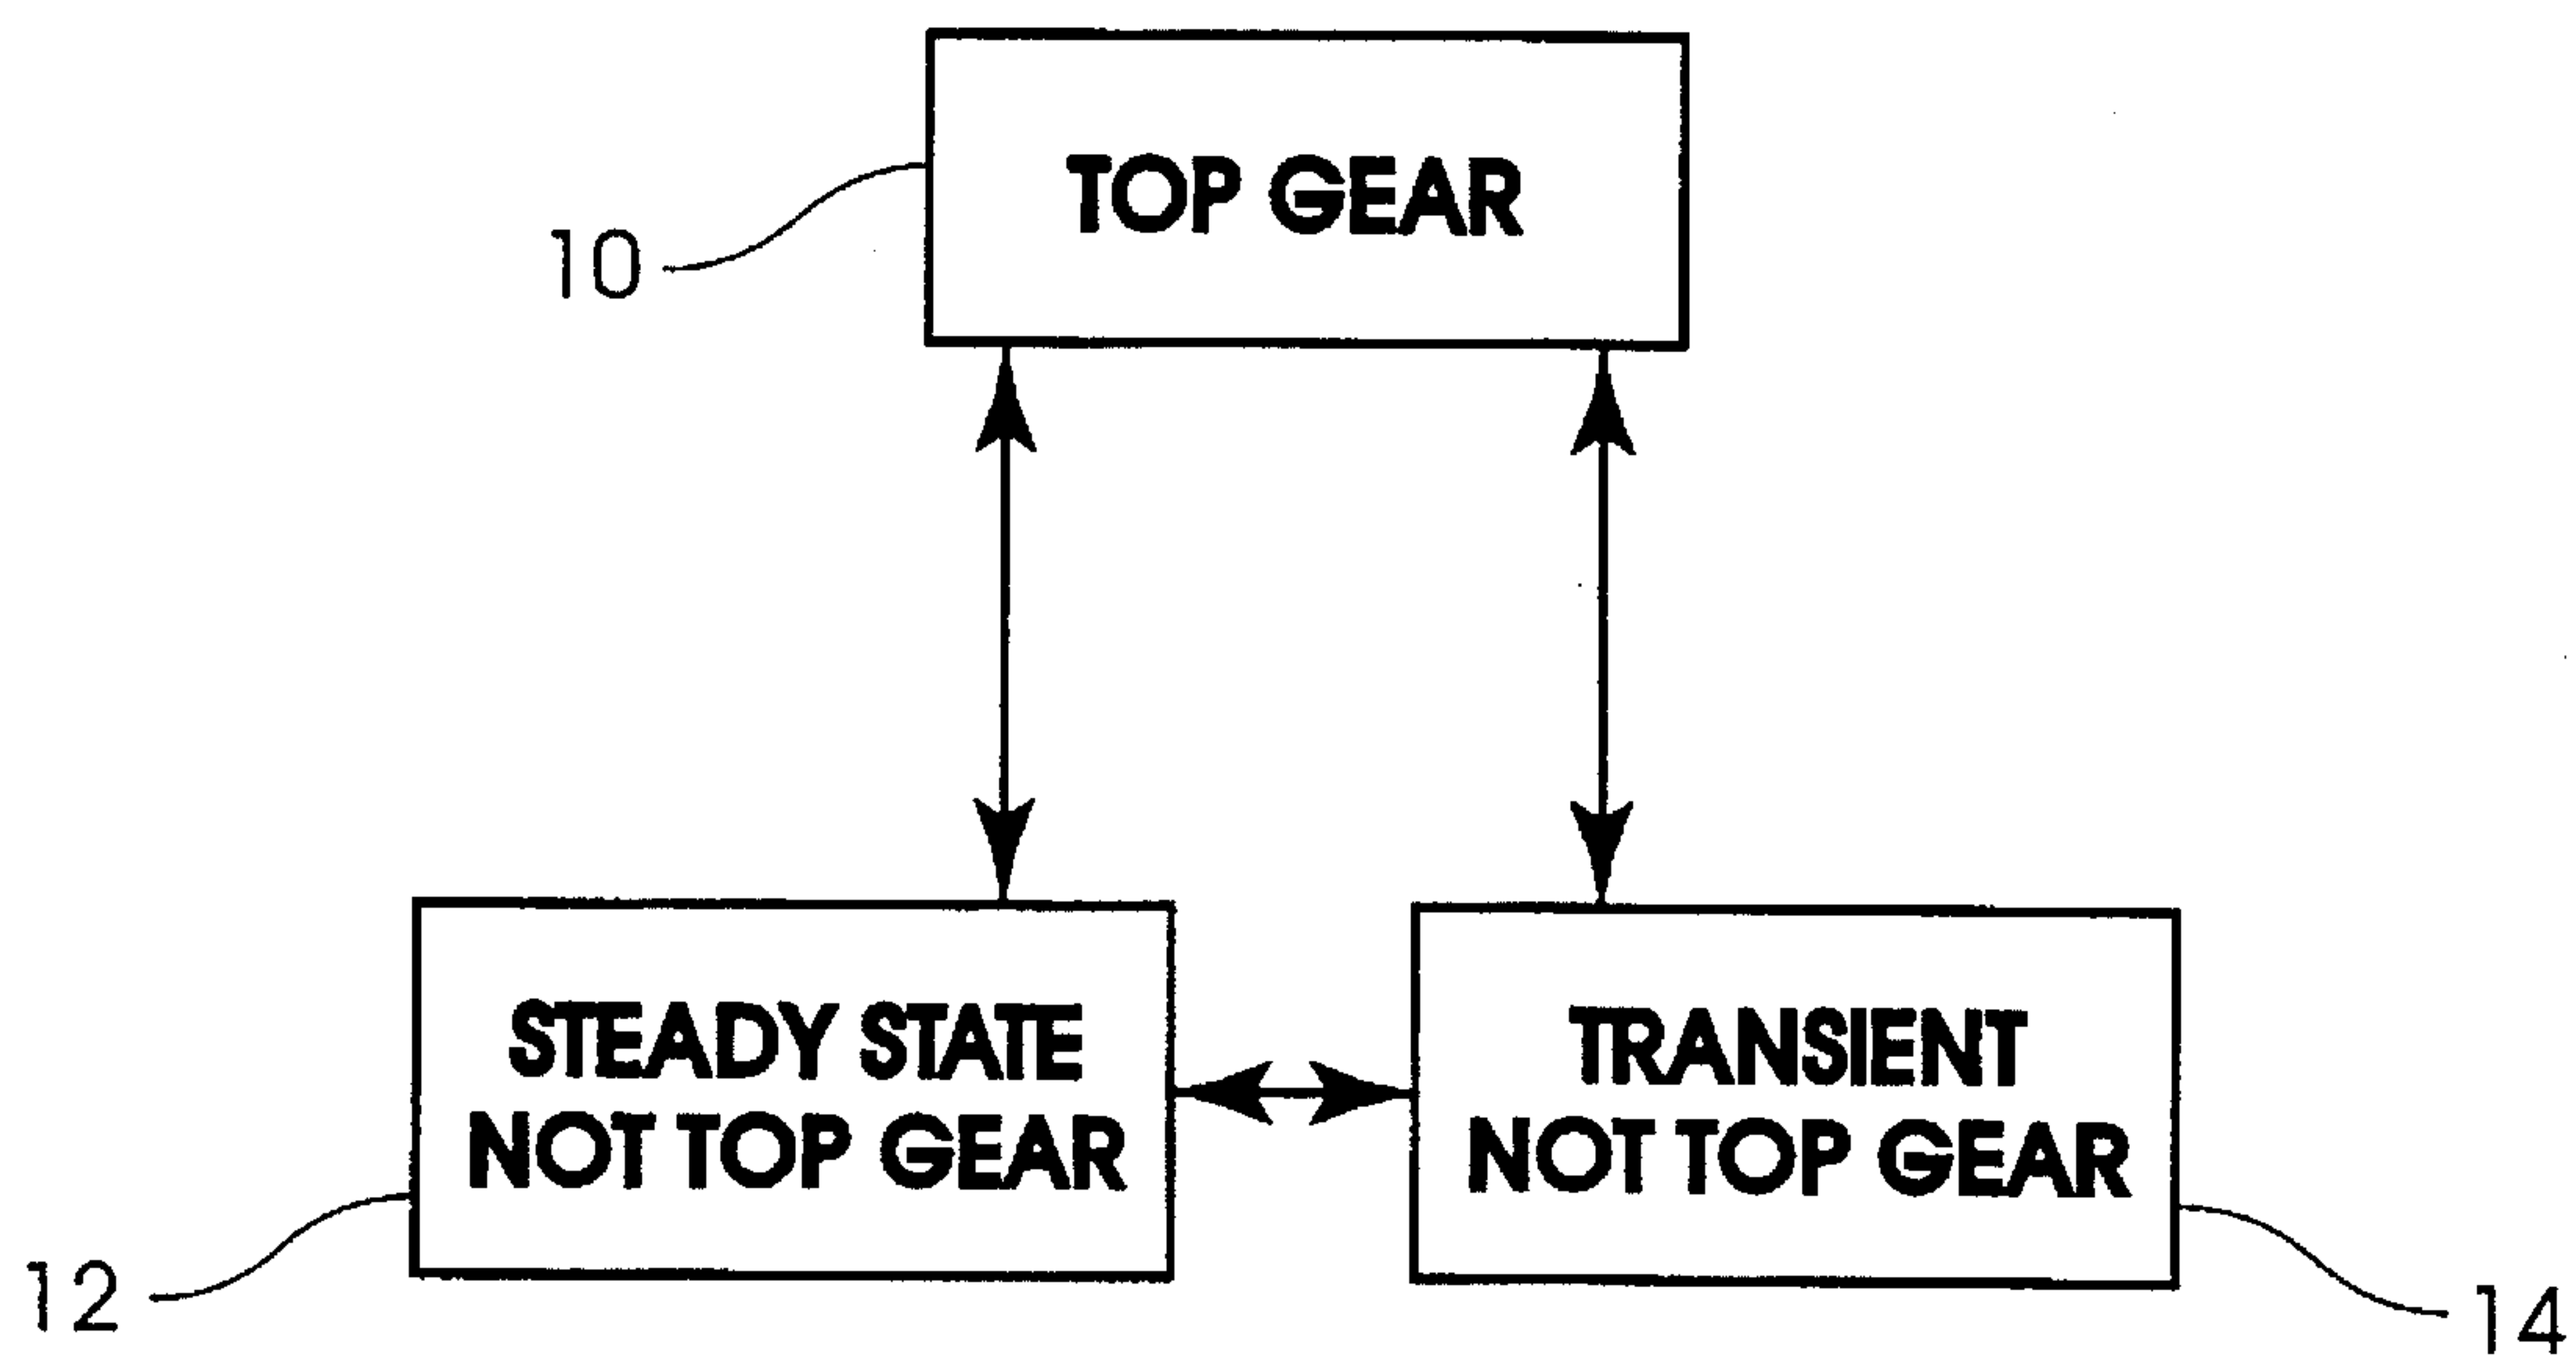 TOP GEAR
10
STEADY STATE
NOT TOP GEAR
TRANSIENT
NOT TOP GEAR
12
14